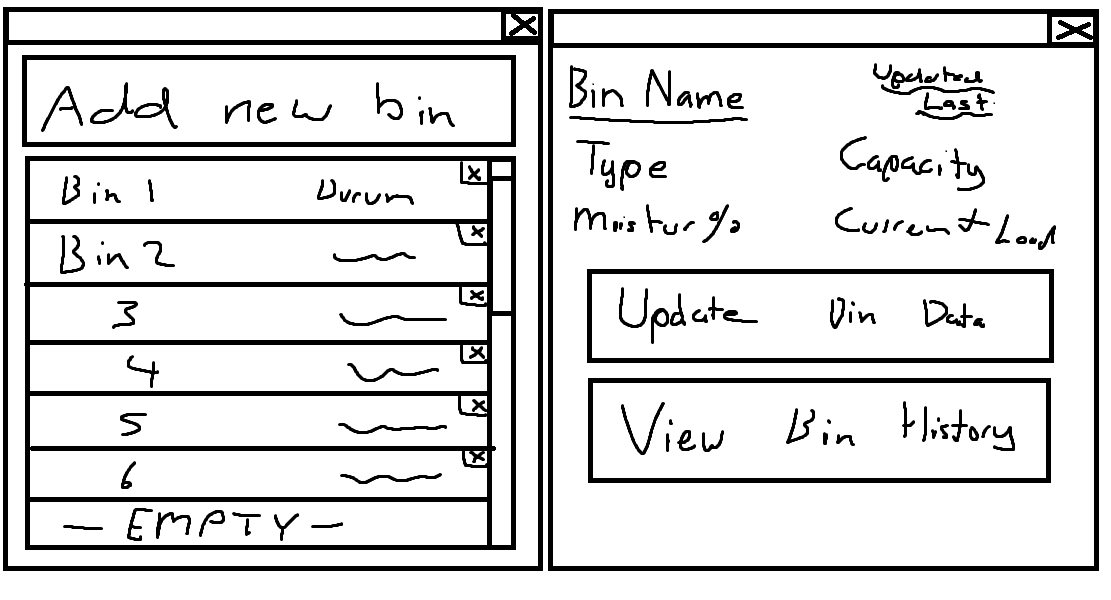 Add new bin
Bin 1 Durum
Bin 2
3
4
5
6
— EMPTY —
Bin Name
Updated
Last
Type
Capacity
Moistur %
Current Load
Update Bin Data
View Bin History